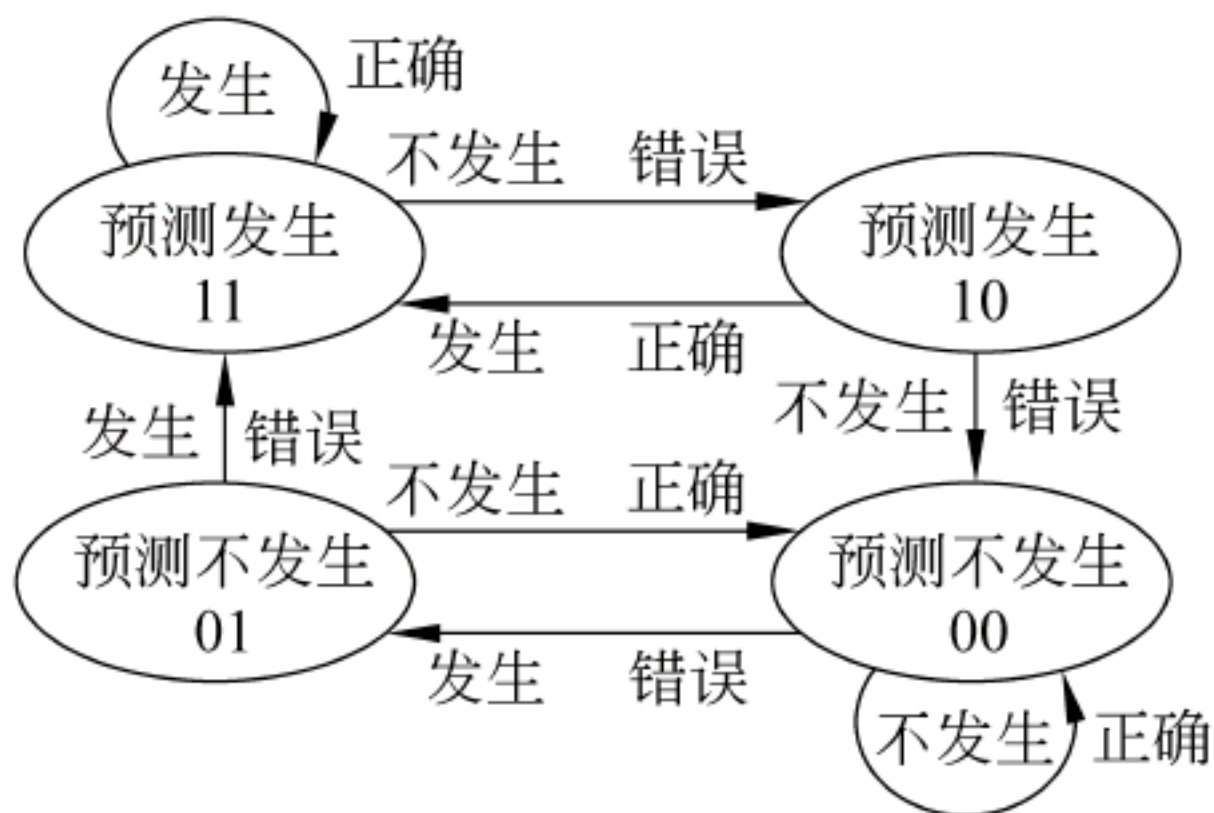 发生 正确
不发生 错误
预测发生
11
预测发生
10
发生 正确
发生 错误
不发生 错误
不发生 正确
预测不发生
01
预测不发生
00
发生 错误
不发生 正确